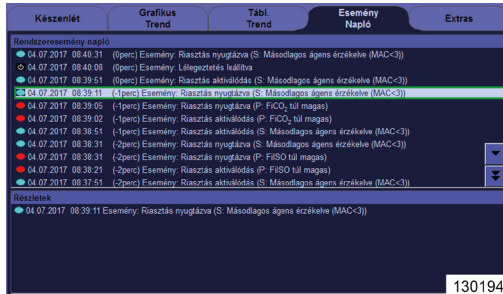 Készenlét
Grafikus Trend
Tábl. Trend
Esemény Napló
Extras
Rendszeresemény-napló
04.07.2017 08:40:31 (0perc) Esemény: Riasztás nyugtázva (S: Másodlagos ágens érzékelve (MAC<3))
04.07.2017 08:40:08 (0perc) Esemény: Lélegeztetés leállítva
04.07.2017 08:39:51 (0perc) Esemény: Riasztás aktiválódás (S: Másodlagos ágens érzékelve (MAC<3))
04.07.2017 08:39:11 (-1perc) Esemény: Riasztás nyugtázva (S: Másodlagos ágens érzékelve (MAC<3))
04.07.2017 08:39:05 (-1perc) Esemény: Riasztás nyugtázva (P: FiCO₂ túl magas)
04.07.2017 08:39:02 (-1perc) Esemény: Riasztás aktiválódás (P: FiCO₂ túl magas)
04.07.2017 08:38:51 (-1perc) Esemény: Riasztás aktiválódás (S: Másodlagos ágens érzékelve (MAC<3))
04.07.2017 08:38:31 (-2perc) Esemény: Riasztás nyugtázva (S: Másodlagos ágens érzékelve (MAC<3))
04.07.2017 08:38:31 (-2perc) Esemény: Riasztás nyugtázva (P: FiISO túl magas)
04.07.2017 08:38:21 (-2perc) Esemény: Riasztás aktiválódás (P: FiISO túl magas)
04.07.2017 08:37:51 (-2perc) Esemény: Riasztás aktiválódás (S: Másodlagos ágens érzékelve (MAC<3))
Részletek
04.07.2017 08:39:11 Esemény: Riasztás nyugtázva (S: Másodlagos ágens érzékelve (MAC<3))
130194